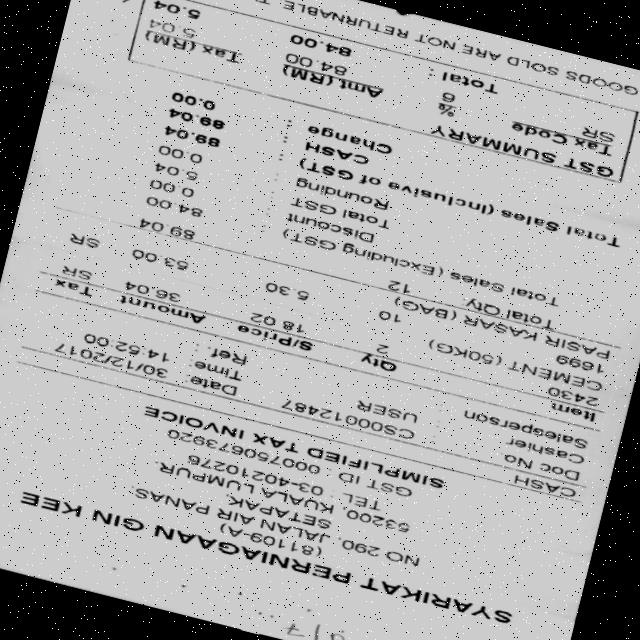 SYARIKAT PERNIAGAAN GIN KEE
(81109-A)
NO 290, JALAN AIR PANAS,
SETAPAK,
53200, KUALA LUMPUR.
TEL : 03-40210276
GST ID : 000750673920
SIMPLIFIED TAX INVOICE
CASH
Doc No : CS00012487 Date : 30/12/2017
Cashier : USER Time : 14:52:00
Salesperson : Ref. :
Item Qty S/Price Amount Tax
2430 2 18.02 36.04 SR
CEMENT (50KG)
1699 10 5.30 53.00 SR
PASIR KASAR (BAG)
Total Qty : 12 89.04
Total Sales (Excluding GST) : 84.00
Discount : 0.00
Total GST : 5.04
Rounding : 0.00
Total Sales (Inclusive of GST) : 89.04
CASH : 89.04
Change : 0.00
GST SUMMARY
Tax Code % Amt (RM) Tax (RM)
SR 6 84.00 5.04
Total : 84.00 5.04
GOODS SOLD ARE NOT RETURNABLE